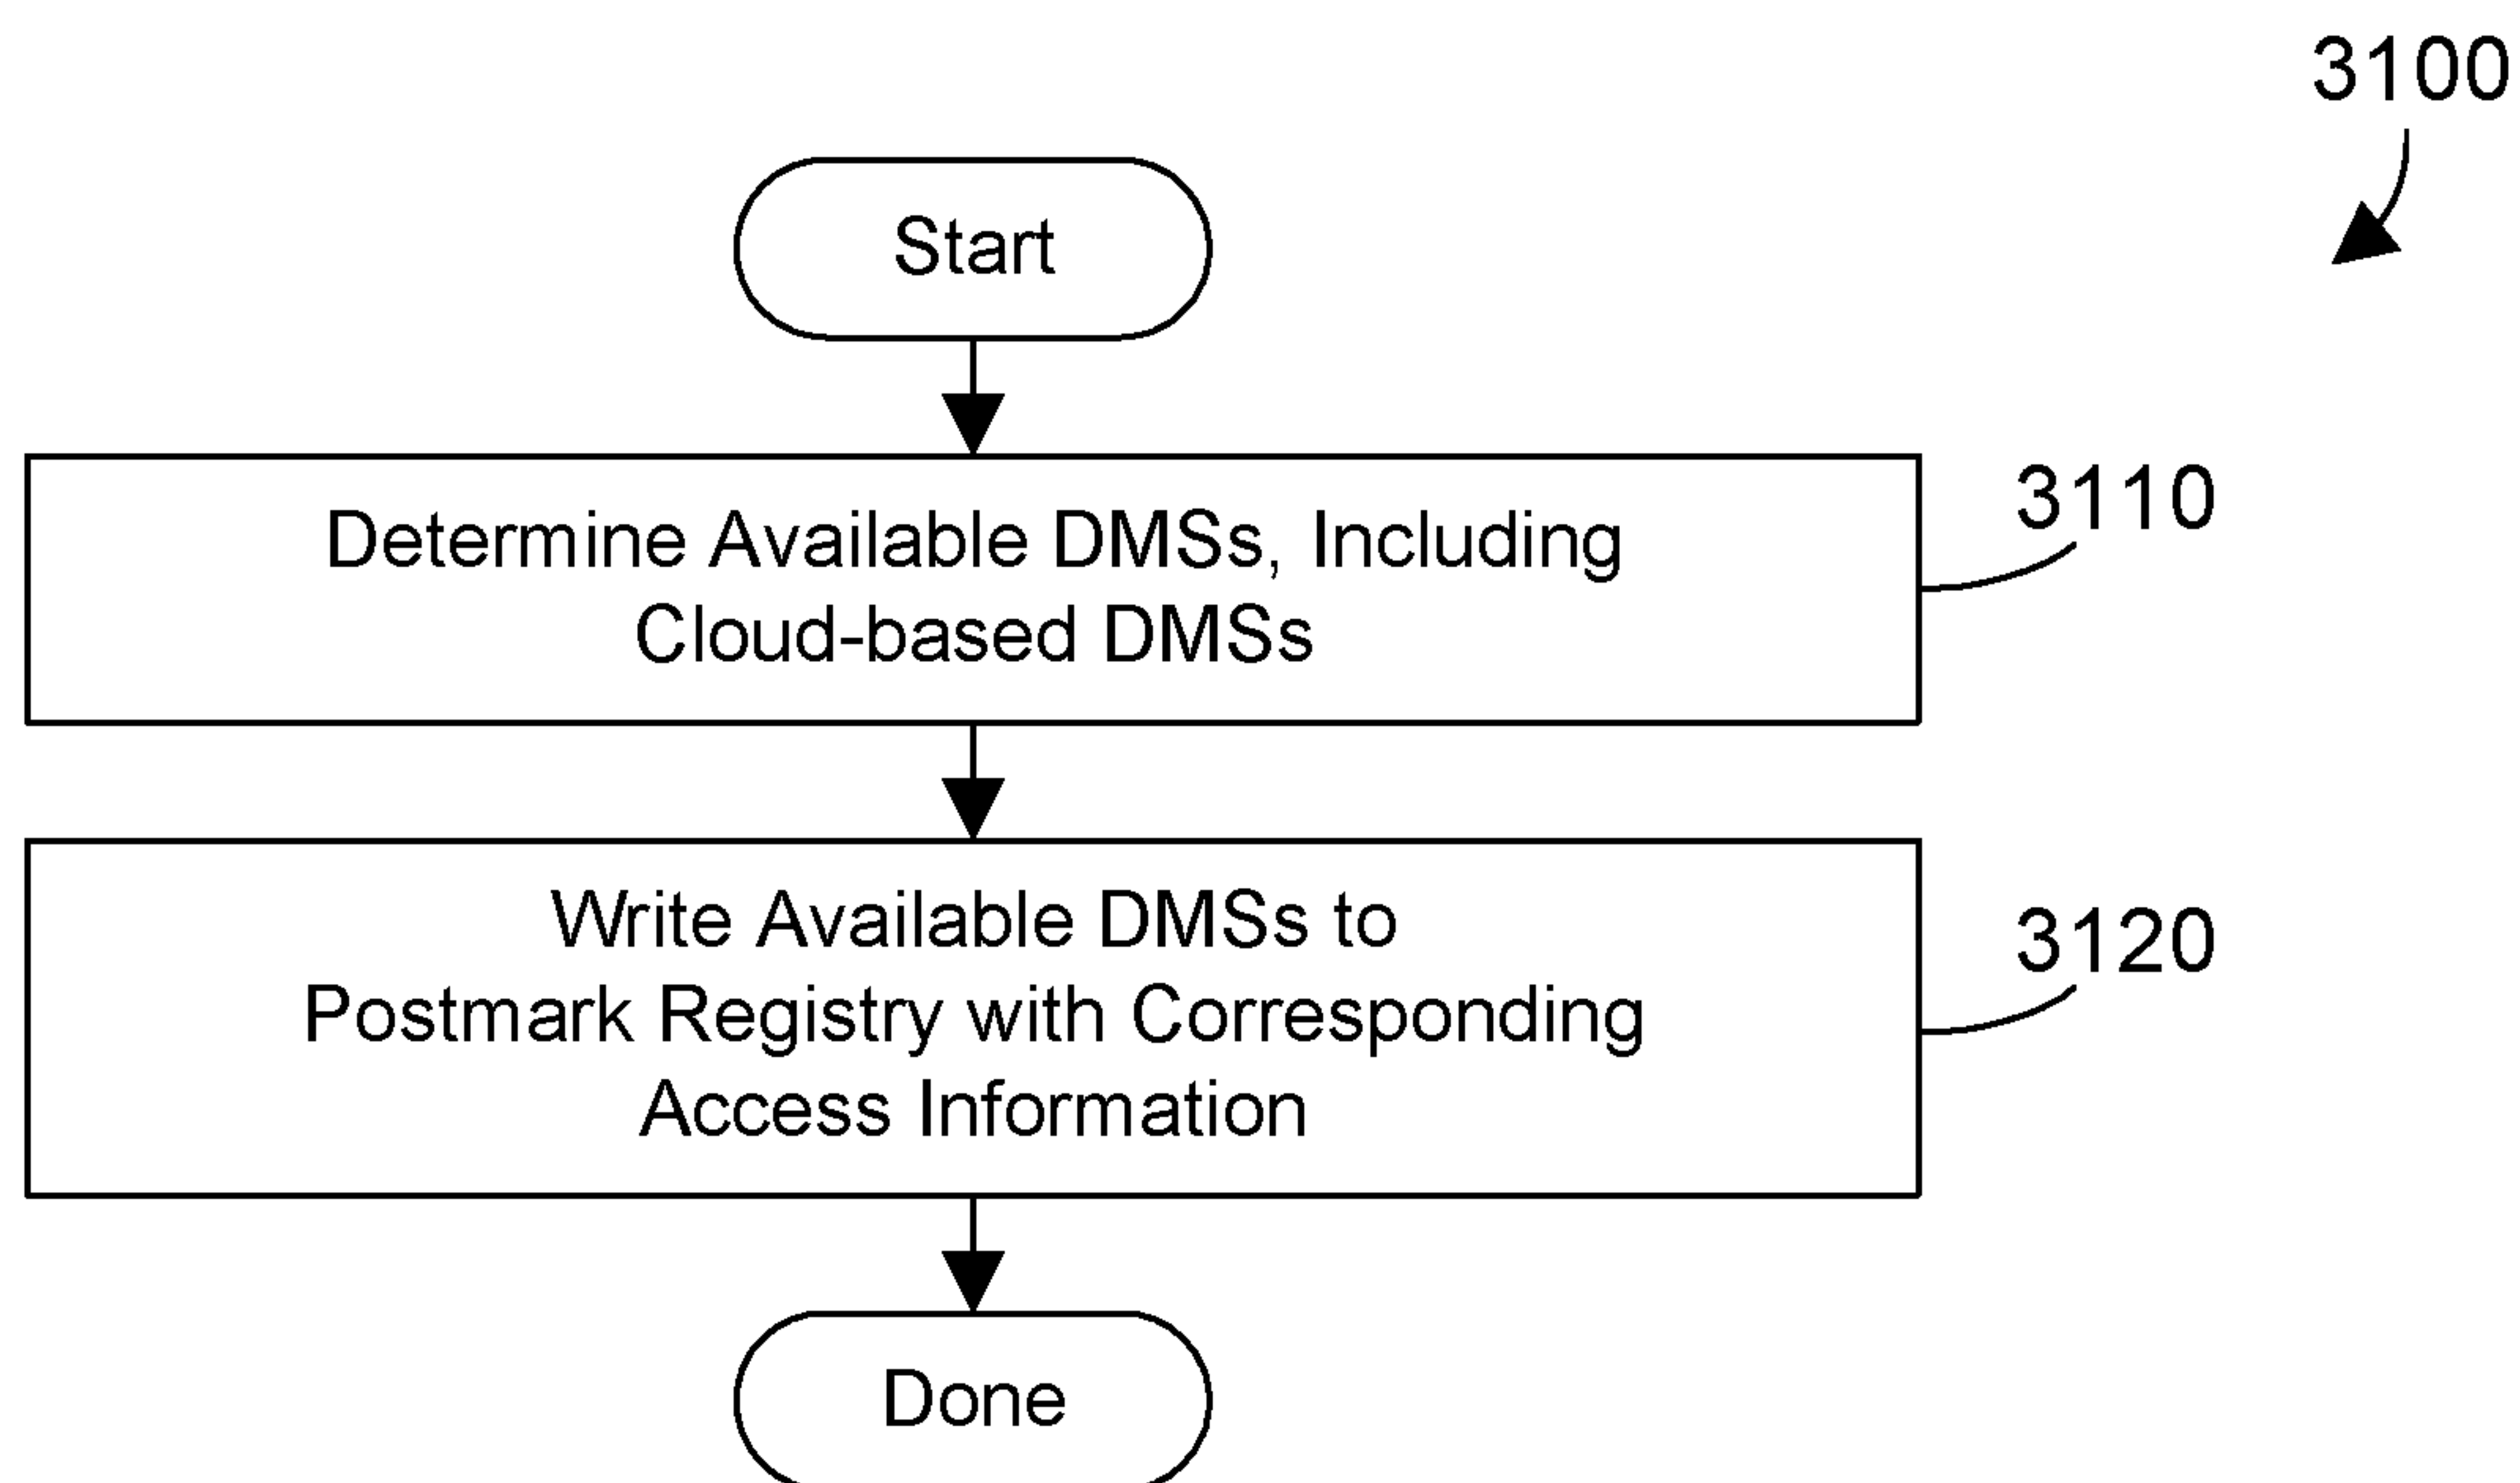 3100
Start
Determine Available DMSs, Including
Cloud-based DMSs
3110
Write Available DMSs to
Postmark Registry with Corresponding
Access Information
3120
Done